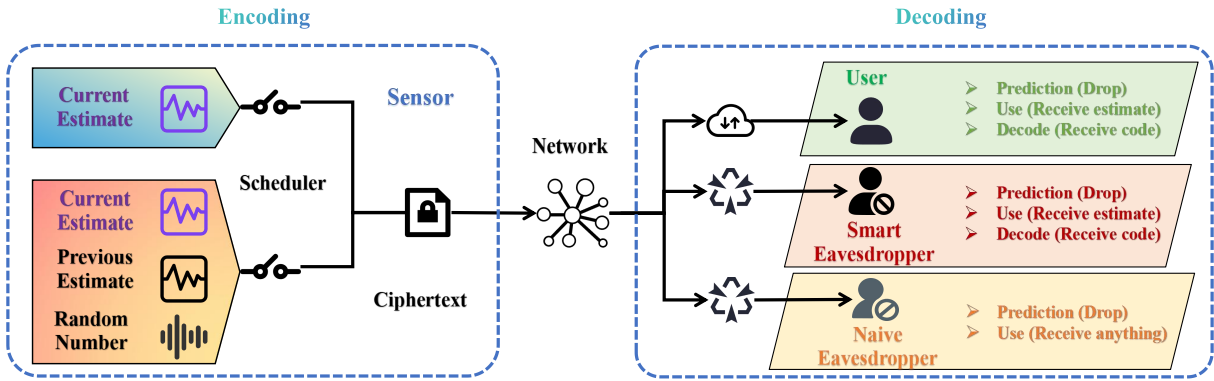 Encoding
Decoding
Current
Estimate
Sensor
Scheduler
Current
Estimate
Previous
Estimate
Random
Number
Ciphertext
Network
User
Prediction (Drop)
Use (Receive estimate)
Decode (Receive code)
Smart
Eavesdropper
Prediction (Drop)
Use (Receive estimate)
Decode (Receive code)
Naive
Eavesdropper
Prediction (Drop)
Use (Receive anything)